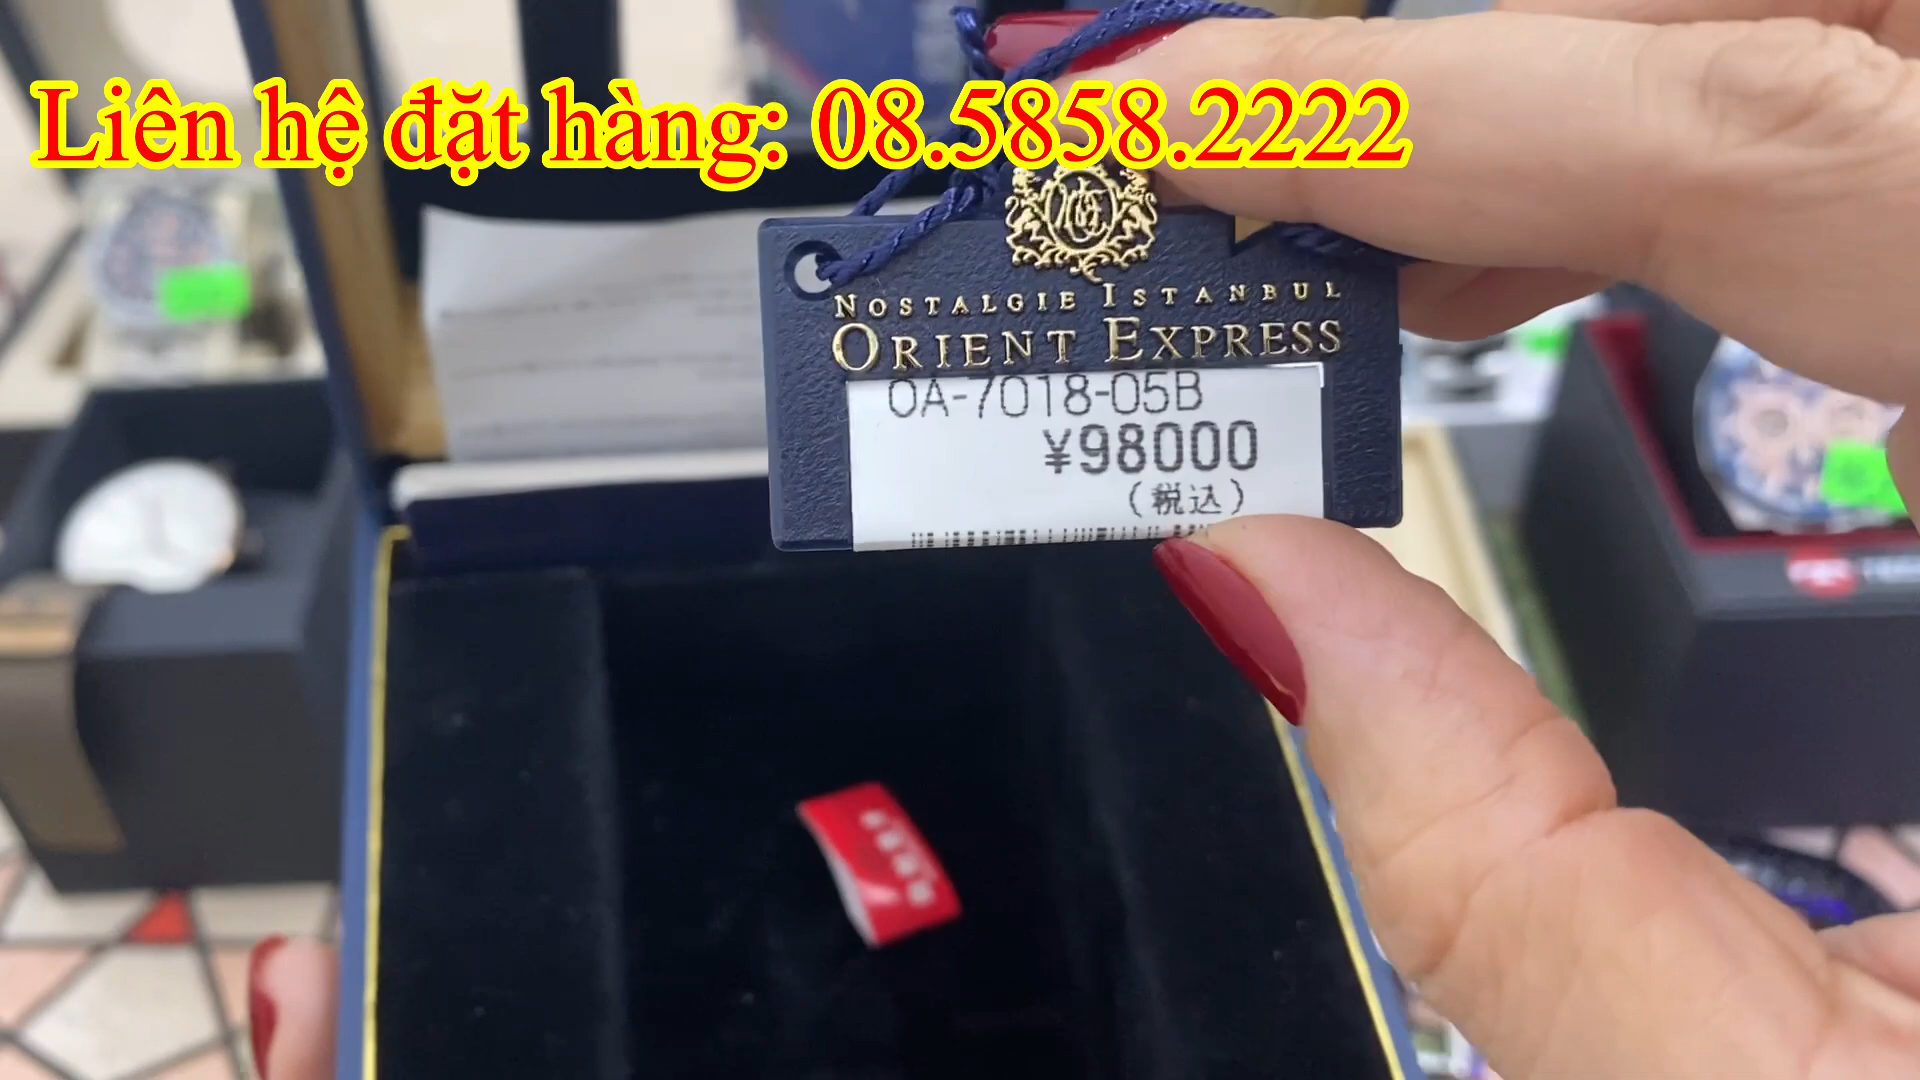 Liên hệ đặt hàng: 08.5858.2222
NOSTALGIE ISTANBUL
ORIENT EXPRESS
OA-7018-05B
¥98000
(税込)